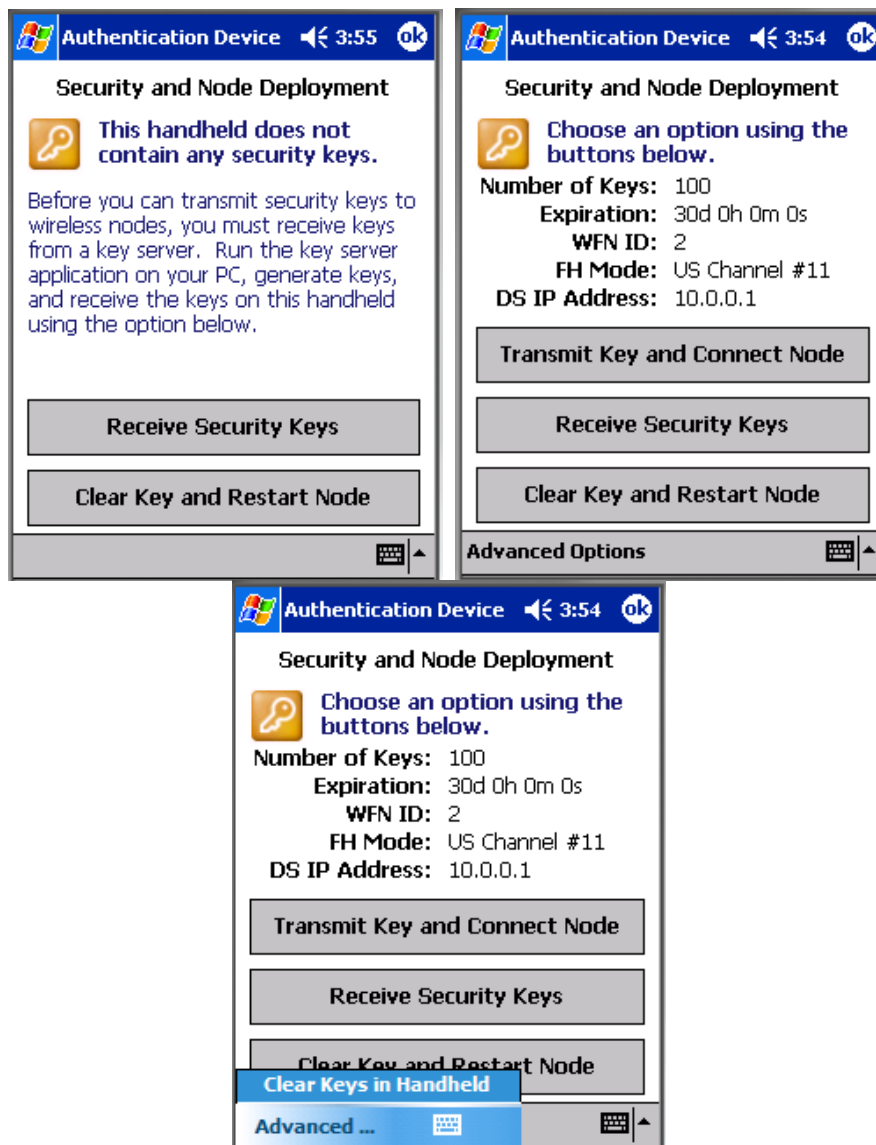 Authentication Device 3:55 ok
Security and Node Deployment
This handheld does not
contain any security keys.
Before you can transmit security keys to
wireless nodes, you must receive keys
from a key server. Run the key server
application on your PC, generate keys,
and receive the keys on this handheld
using the option below.
Receive Security Keys
Clear Key and Restart Node
Authentication Device 3:54 ok
Security and Node Deployment
Choose an option using the
buttons below.
Number of Keys: 100
Expiration: 30d 0h 0m 0s
WFN ID: 2
FH Mode: US Channel #11
DS IP Address: 10.0.0.1
Transmit Key and Connect Node
Receive Security Keys
Clear Key and Restart Node
Advanced Options
Authentication Device 3:54 ok
Security and Node Deployment
Choose an option using the
buttons below.
Number of Keys: 100
Expiration: 30d 0h 0m 0s
WFN ID: 2
FH Mode: US Channel #11
DS IP Address: 10.0.0.1
Transmit Key and Connect Node
Receive Security Keys
Clear Key and Restart Node
Clear Keys in Handheld
Advanced ...